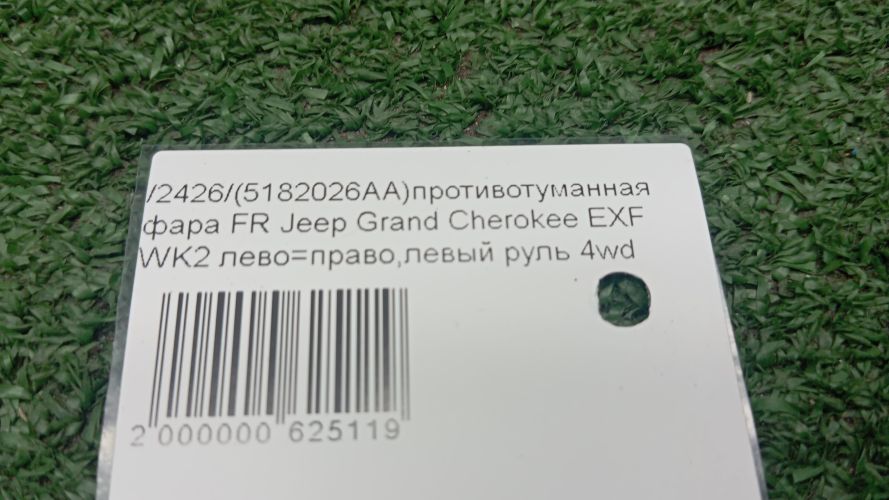 /2426/(5182026AA)противотуманная
фара FR Jeep Grand Cherokee EXF
WK2 лево=право,левый руль 4wd
2 000000 625119